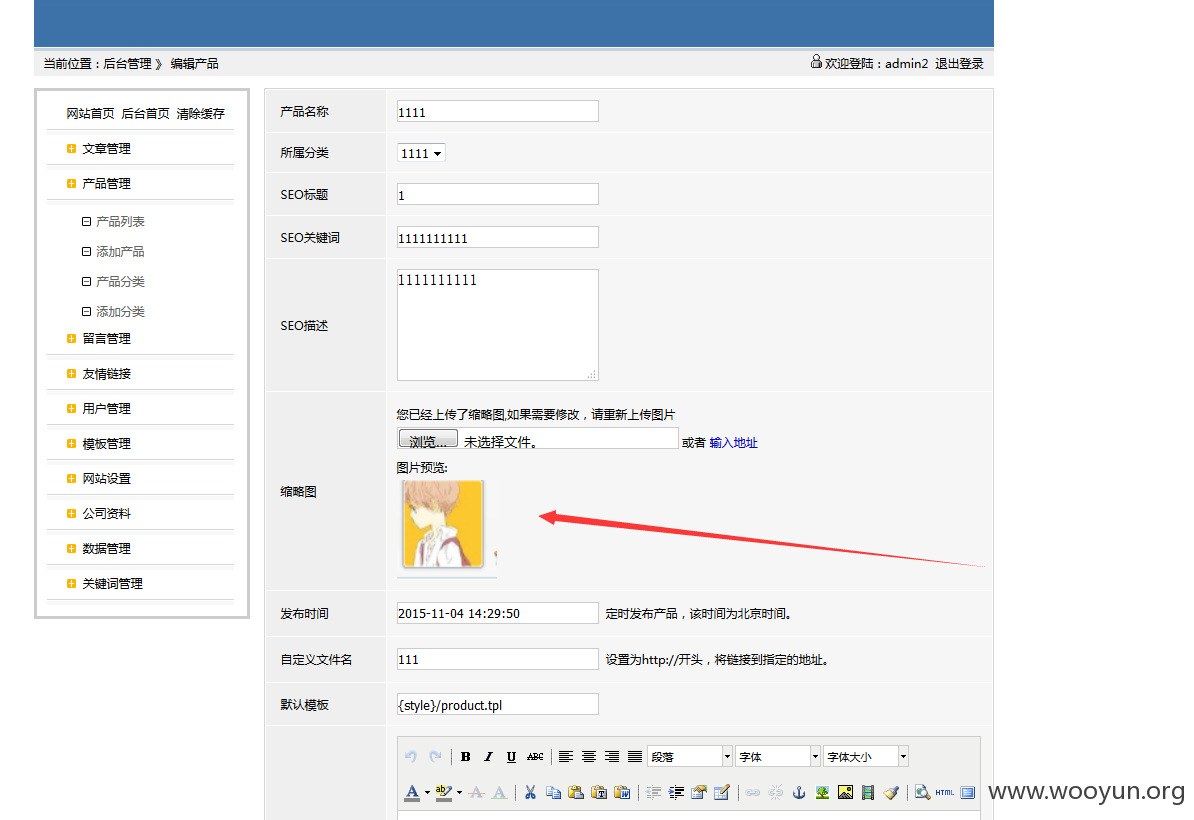 当前位置：后台管理 》 编辑产品
欢迎登陆：admin2 退出登录
网站首页 后台首页 清除缓存
文章管理
产品管理
产品列表
添加产品
产品分类
添加分类
留言管理
友情链接
用户管理
模板管理
网站设置
公司资料
数据管理
关键词管理
产品名称 1111
所属分类 1111
SEO标题 1
SEO关键词 1111111111
SEO描述 1111111111
缩略图
您已经上传了缩略图,如果需要修改，请重新上传图片
浏览... 未选择文件。 或者 输入地址
图片预览:
发布时间 2015-11-04 14:29:50 定时发布产品，该时间为北京时间。
自定义文件名 111 设置为http://开头，将链接到指定的地址。
默认模板 {style}/product.tpl
B I U ABC 段落 字体 字体大小
A ab A A HTML
www.wooyun.org